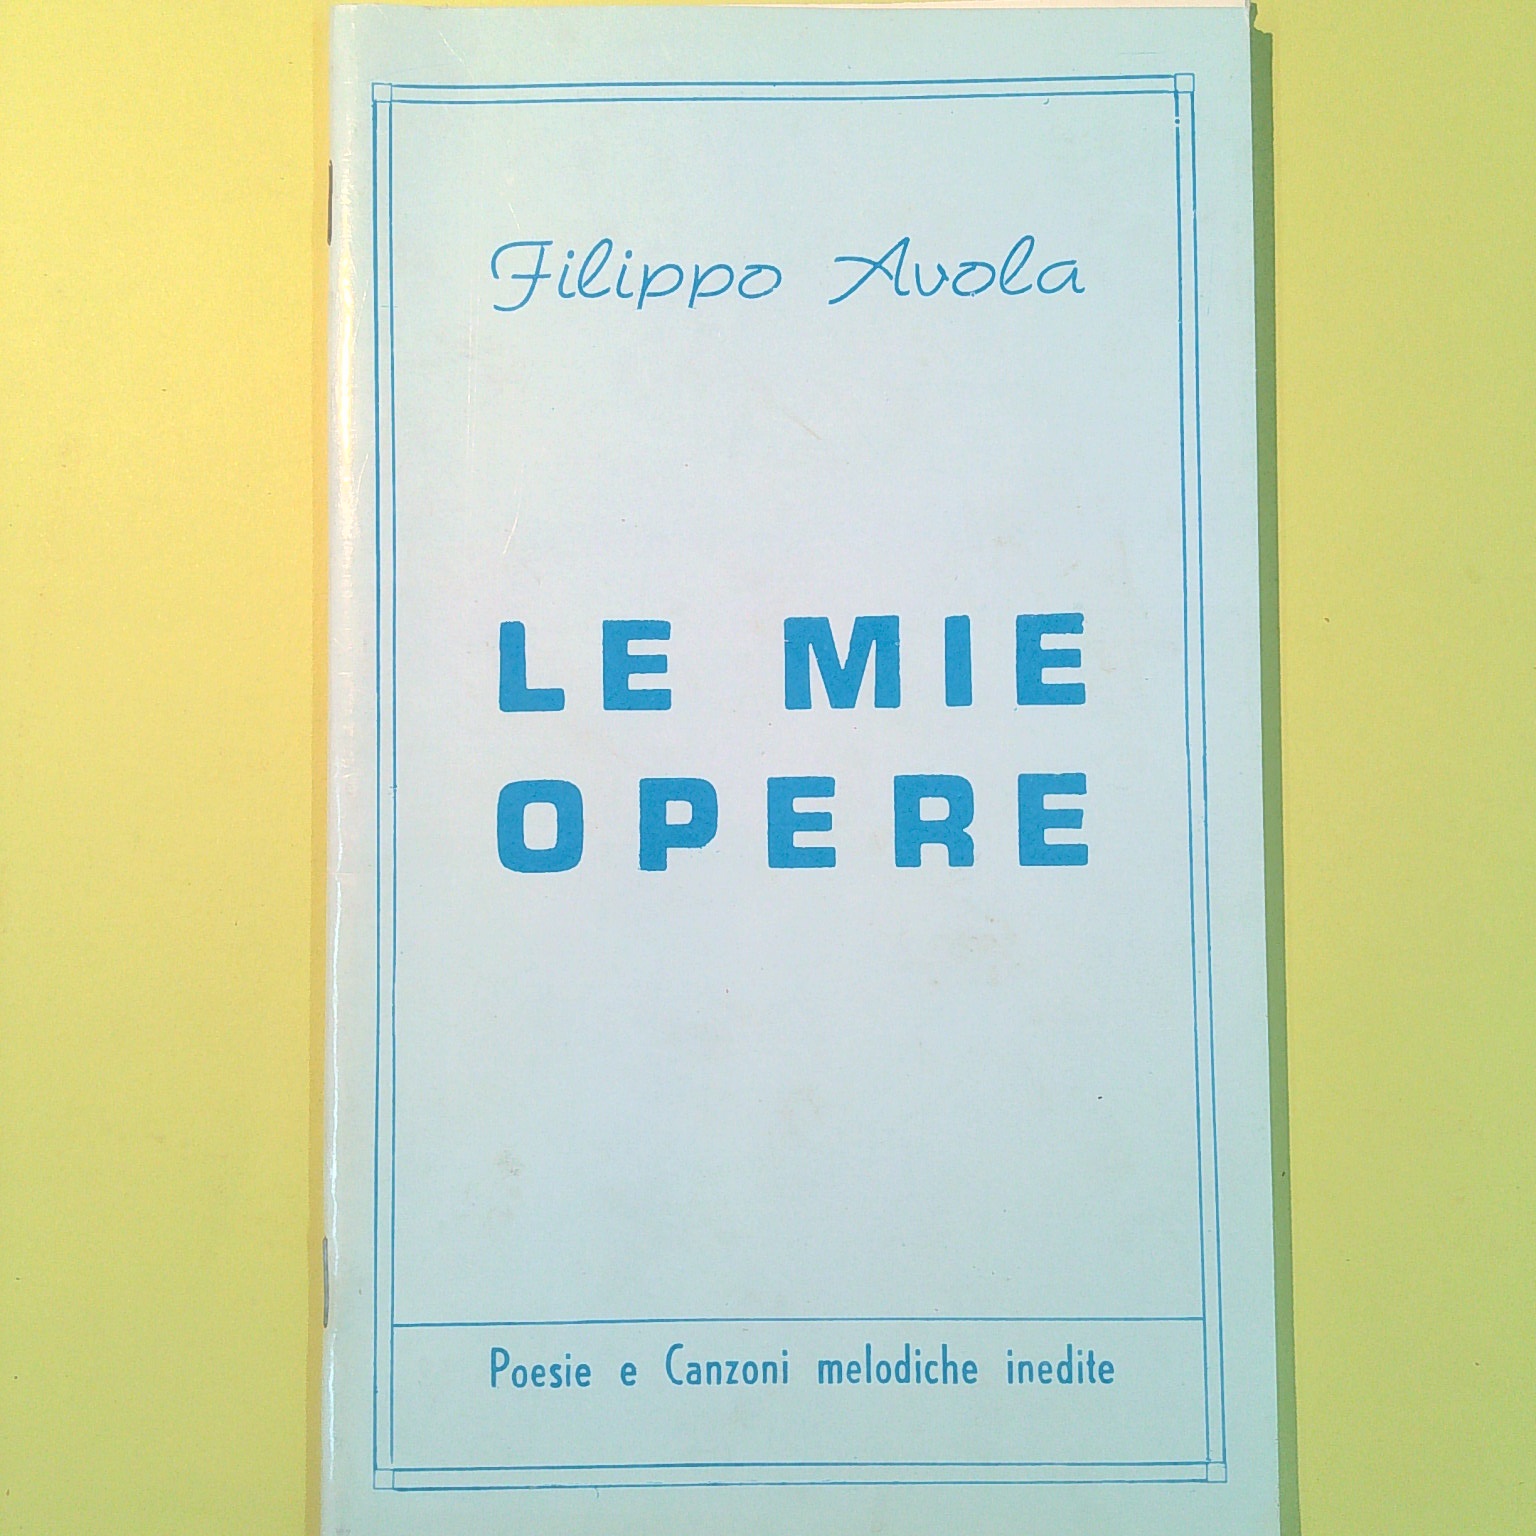 Filippo Avola
LE MIE
OPERE
Poesie e Canzoni melodiche inedite